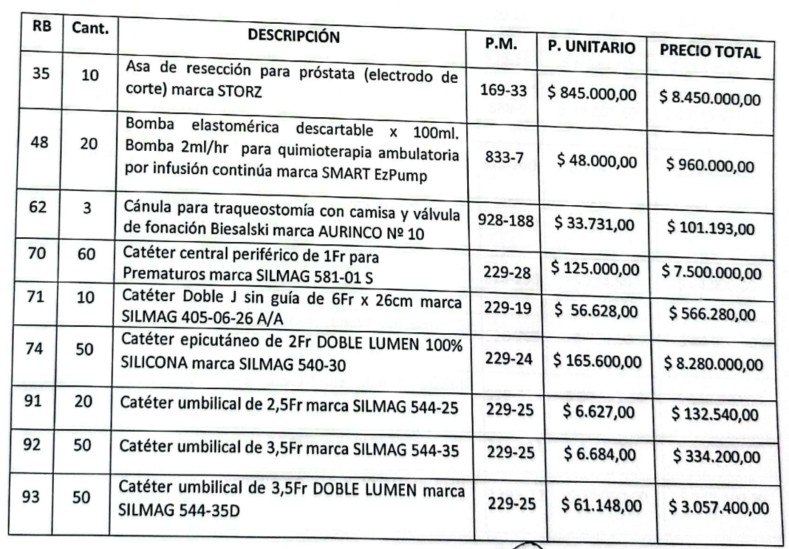 RB Cant. DESCRIPCIÓN P.M. P. UNITARIO PRECIO TOTAL
35 10 Asa de resección para próstata (electrodo de
corte) marca STORZ 169-33 $ 845.000,00 $ 8.450.000,00
48 20 Bomba elastomérica descartable x 100ml.
Bomba 2ml/hr para quimioterapia ambulatoria
por infusión continúa marca SMART EzPump 833-7 $ 48.000,00 $ 960.000,00
62 3 Cánula para traqueostomía con camisa y válvula
de fonación Biesalski marca AURINCO Nº 10 928-188 $ 33.731,00 $ 101.193,00
70 60 Catéter central periférico de 1Fr para
Prematuros marca SILMAG 581-01 S 229-28 $ 125.000,00 $ 7.500.000,00
71 10 Catéter Doble J sin guía de 6Fr x 26cm marca
SILMAG 405-06-26 A/A 229-19 $ 56.628,00 $ 566.280,00
74 50 Catéter epicutáneo de 2Fr DOBLE LUMEN 100%
SILICONA marca SILMAG 540-30 229-24 $ 165.600,00 $ 8.280.000,00
91 20 Catéter umbilical de 2,5Fr marca SILMAG 544-25 229-25 $ 6.627,00 $ 132.540,00
92 50 Catéter umbilical de 3,5Fr marca SILMAG 544-35 229-25 $ 6.684,00 $ 334.200,00
93 50 Catéter umbilical de 3,5Fr DOBLE LUMEN marca
SILMAG 544-35D 229-25 $ 61.148,00 $ 3.057.400,00